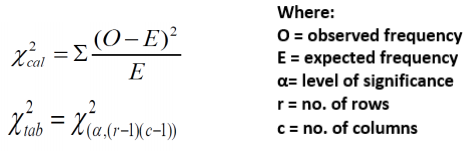 χ²cal = Σ (O – E)² / E
χ²tab = χ²(α,(r–1)(c–1))
Where:
O = observed frequency
E = expected frequency
α= level of significance
r = no. of rows
c = no. of columns